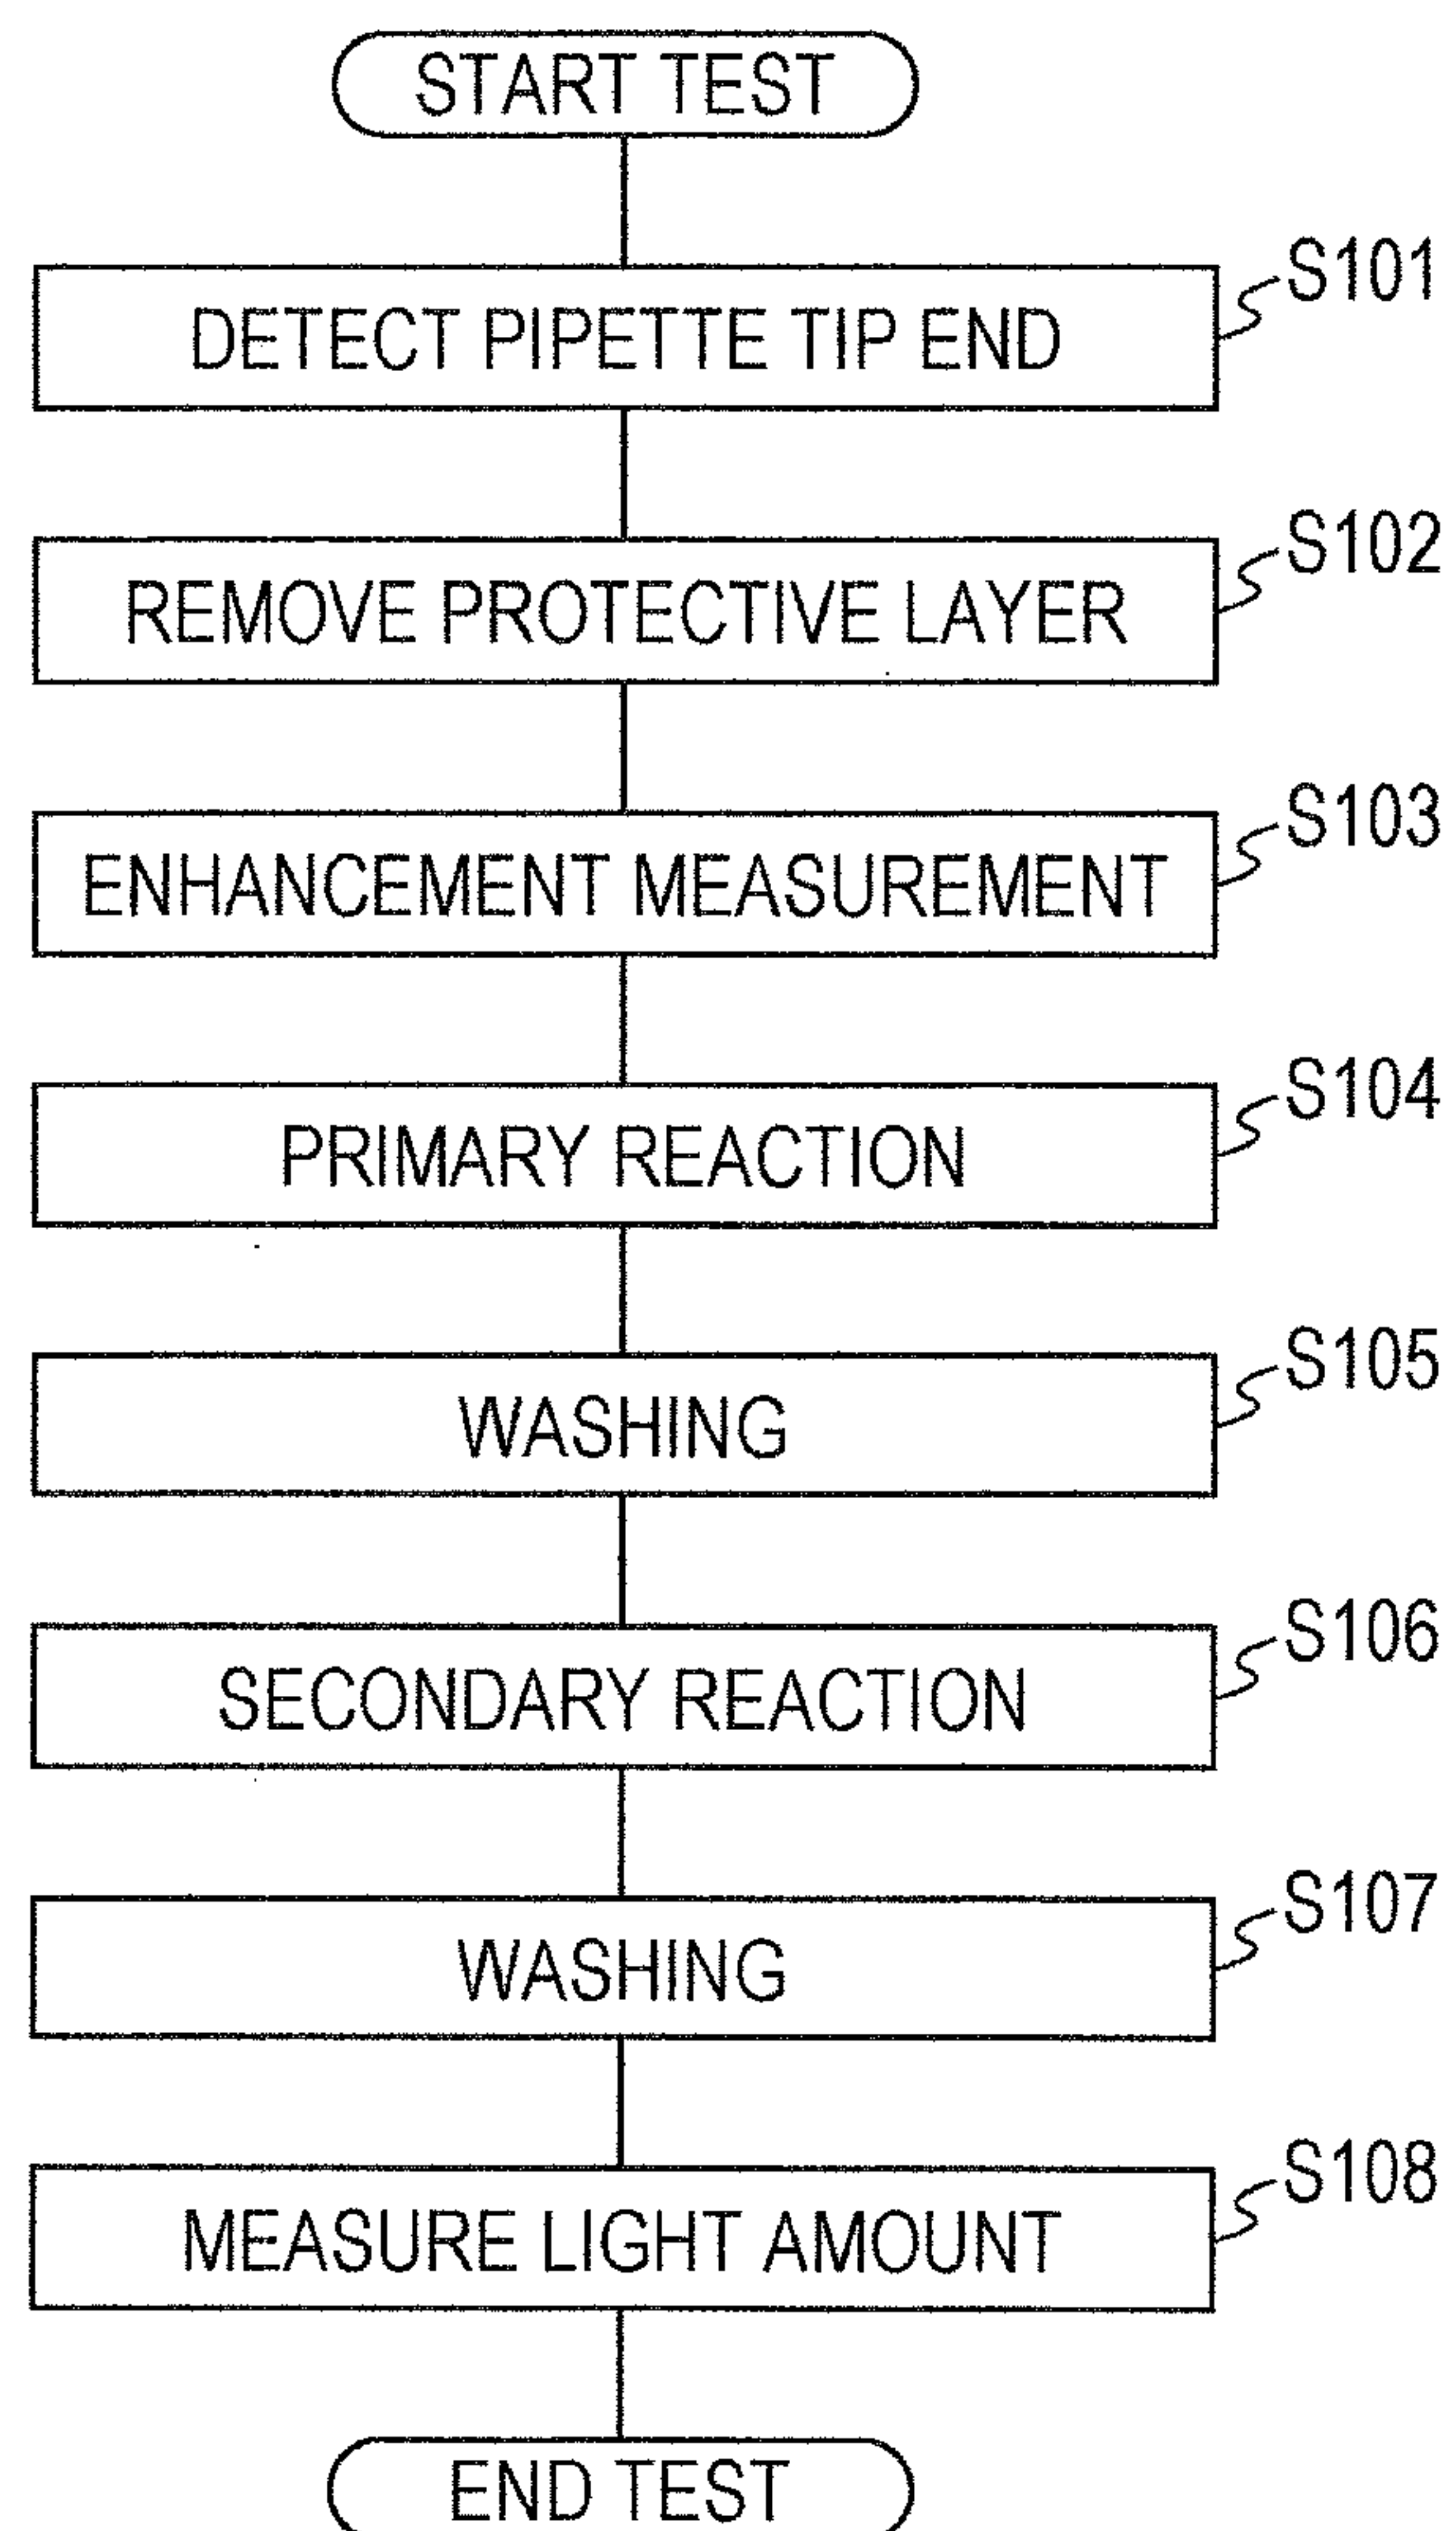 START TEST
DETECT PIPETTE TIP END
S101
REMOVE PROTECTIVE LAYER
S102
ENHANCEMENT MEASUREMENT
S103
PRIMARY REACTION
S104
WASHING
S105
SECONDARY REACTION
S106
WASHING
S107
MEASURE LIGHT AMOUNT
S108
END TEST